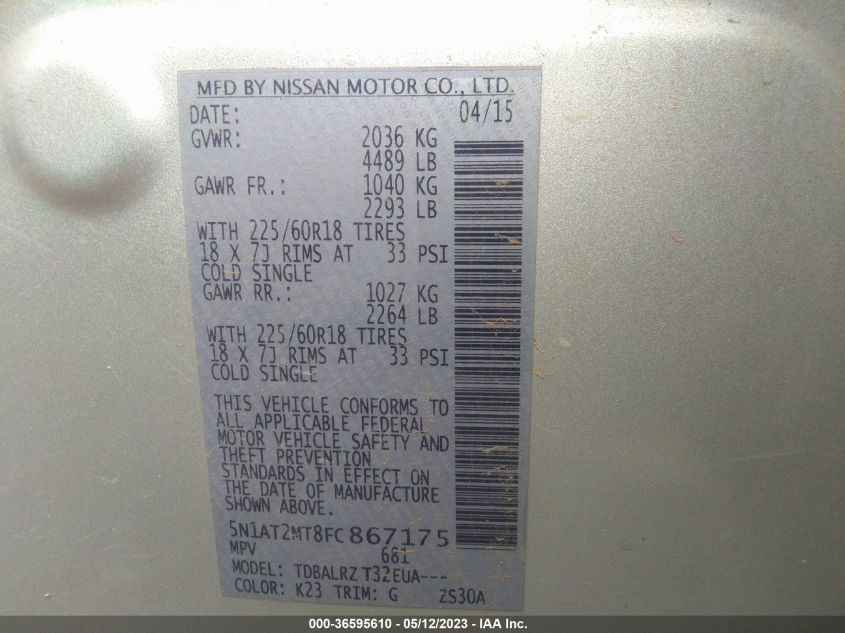 MFD BY NISSAN MOTOR CO., LTD.
DATE: 04/15
GVWR: 2036 KG
4489 LB
GAWR FR.: 1040 KG
2293 LB
WITH 225/60R18 TIRES
18 X 7J RIMS AT 33 PSI
COLD SINGLE
GAWR RR.: 1027 KG
2264 LB
WITH 225/60R18 TIRES
18 X 7J RIMS AT 33 PSI
COLD SINGLE
THIS VEHICLE CONFORMS TO
ALL APPLICABLE FEDERAL
MOTOR VEHICLE SAFETY AND
THEFT PREVENTION
STANDARDS IN EFFECT ON
THE DATE OF MANUFACTURE
SHOWN ABOVE.
5N1AT2MT8FC867175
MPV 681
MODEL: TDBALRZ T32EUA---
COLOR: K23 TRIM: G ZS30A
000-36595610 - 05/12/2023 - IAA Inc.